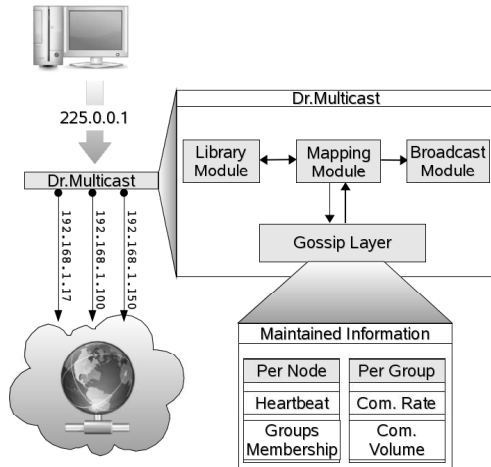 225.0.0.1
Dr.Multicast
192.168.1.17
192.168.1.100
192.168.1.150
Dr.Multicast
Library
Module
Mapping
Module
Broadcast
Module
Gossip Layer
Maintained Information
Per Node
Per Group
Heartbeat
Com. Rate
Groups
Membership
Com.
Volume